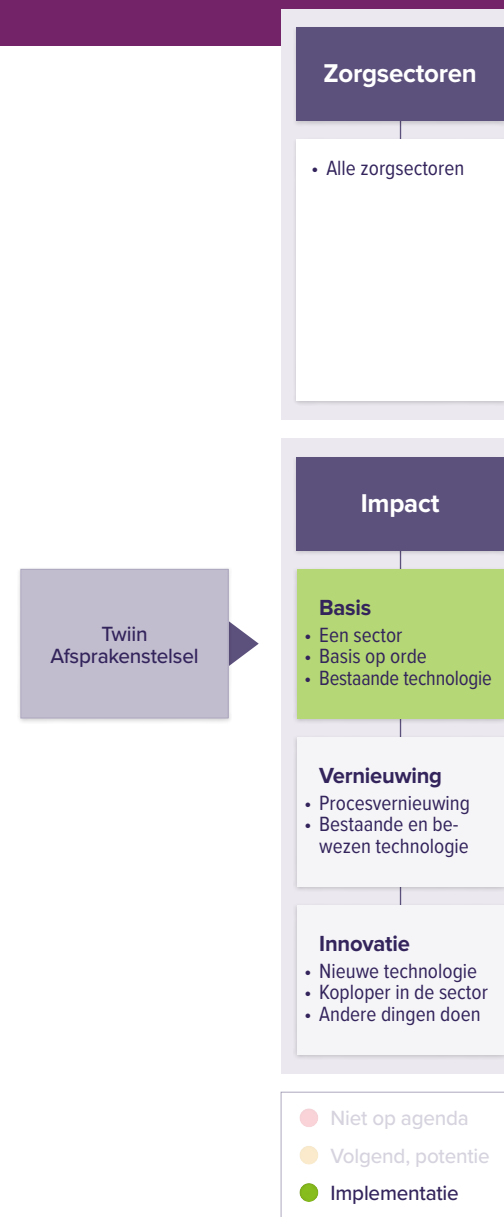 Zorgsectoren
• Alle zorgsectoren
Twiin
Afsprakenstelsel
Impact
Basis
• Een sector
• Basis op orde
• Bestaande technologie
Vernieuwing
• Procesvernieuwing
• Bestaande en be-
wezen technologie
Innovatie
• Nieuwe technologie
• Koploper in de sector
• Andere dingen doen
Niet op agenda
Volgend, potentie
Implementatie